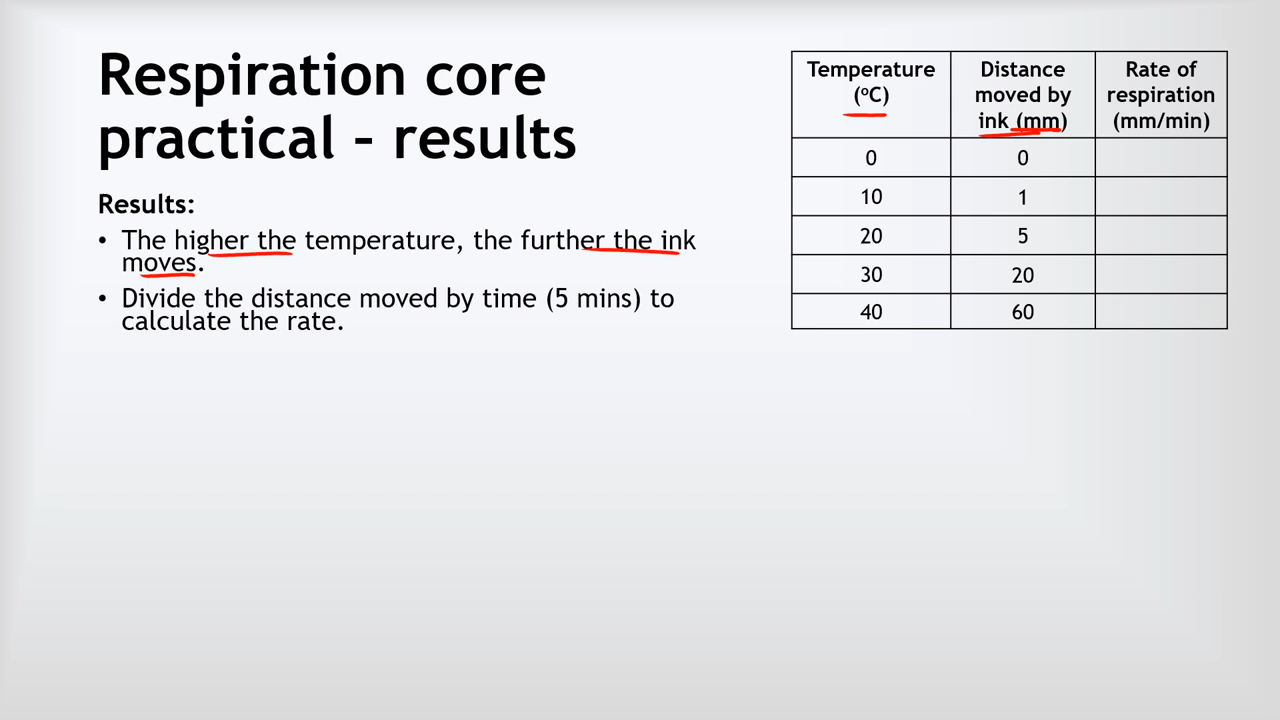 Respiration core
practical – results
Results:
• The higher the temperature, the further the ink
moves.
• Divide the distance moved by time (5 mins) to
calculate the rate.
Temperature (ºC) Distance moved by ink (mm) Rate of respiration (mm/min)
0 0
10 1
20 5
30 20
40 60